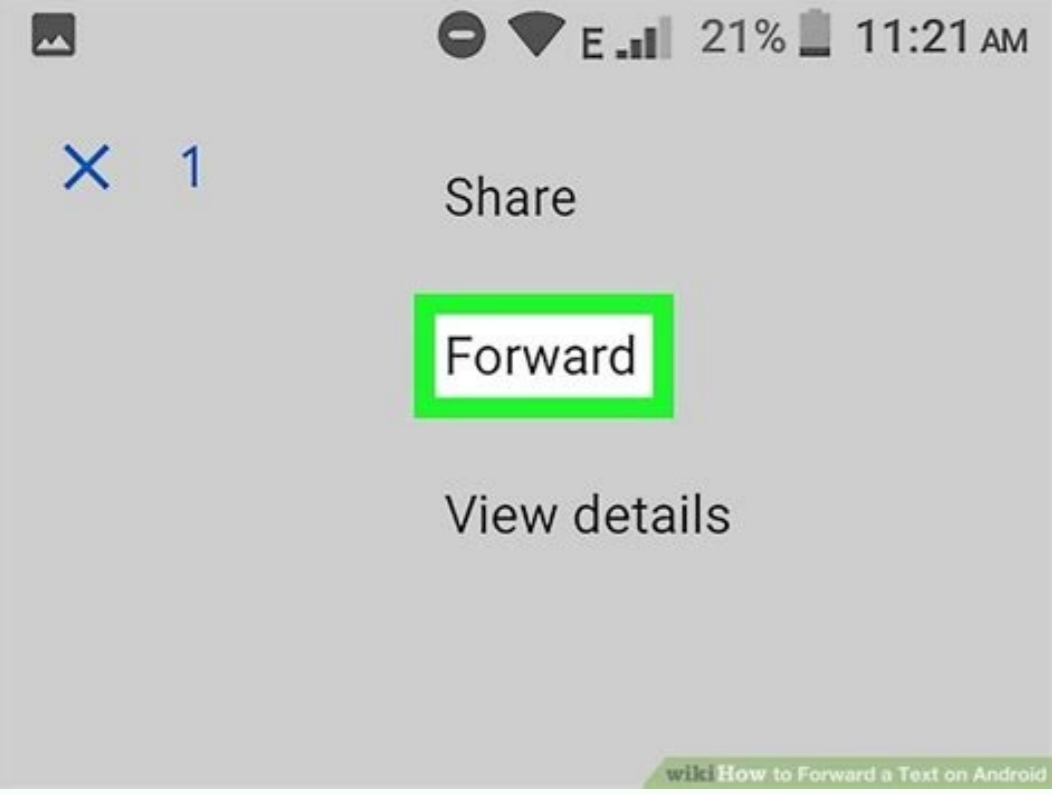 E 21% 11:21 AM
1
Share
Forward
View details
wikiHow to Forward a Text on Android